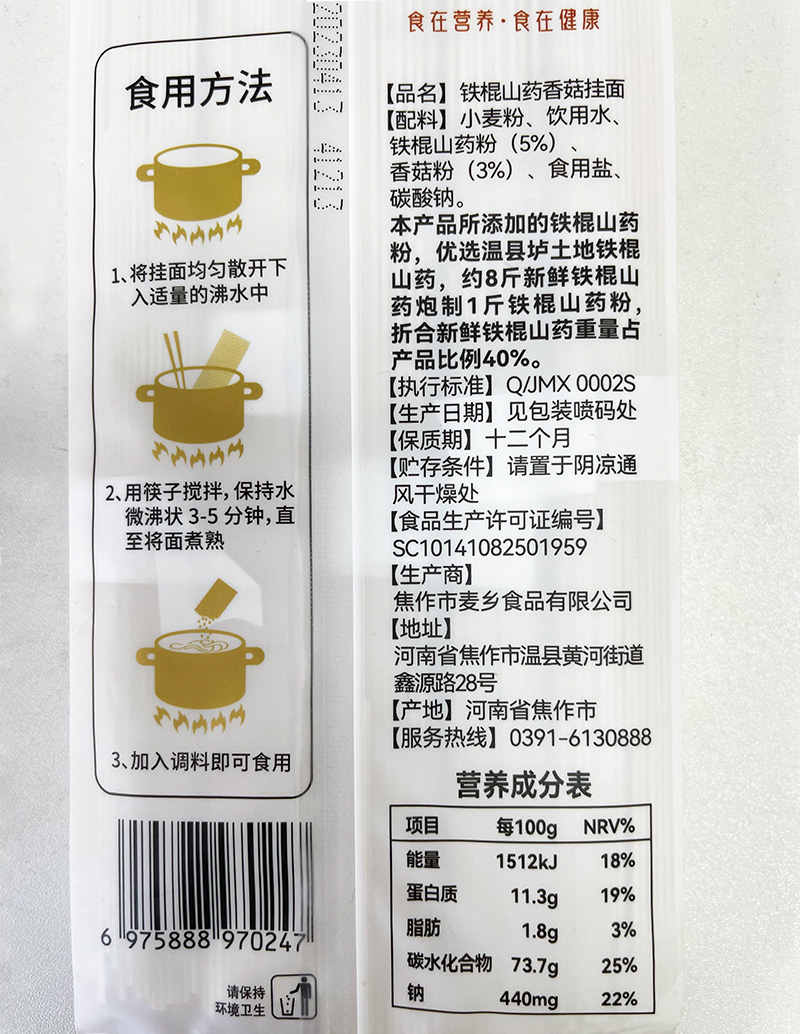 食在营养·食在健康
食用方法
1、将挂面均匀散开下
入适量的沸水中
2、用筷子搅拌，保持水
微沸状 3-5 分钟，直
至将面煮熟
3、加入调料即可食用
6 975888 970247
请保持
环境卫生
【品名】铁棍山药香菇挂面
【配料】小麦粉、饮用水、
铁棍山药粉（5%）、
香菇粉（3%）、食用盐、
碳酸钠。
本产品所添加的铁棍山药
粉，优选温县垆土地铁棍
山药，约8斤新鲜铁棍山
药炮制1斤铁棍山药粉，
折合新鲜铁棍山药重量占
产品比例40%。
【执行标准】Q/JMX 0002S
【生产日期】见包装喷码处
【保质期】十二个月
【贮存条件】请置于阴凉通
风干燥处
【食品生产许可证编号】
SC10141082501959
【生产商】
焦作市麦乡食品有限公司
【地址】
河南省焦作市温县黄河街道
鑫源路28号
【产地】河南省焦作市
【服务热线】0391-6130888
营养成分表
项目 每100g NRV%
能量 1512kJ 18%
蛋白质 11.3g 19%
脂肪 1.8g 3%
碳水化合物 73.7g 25%
钠 440mg 22%